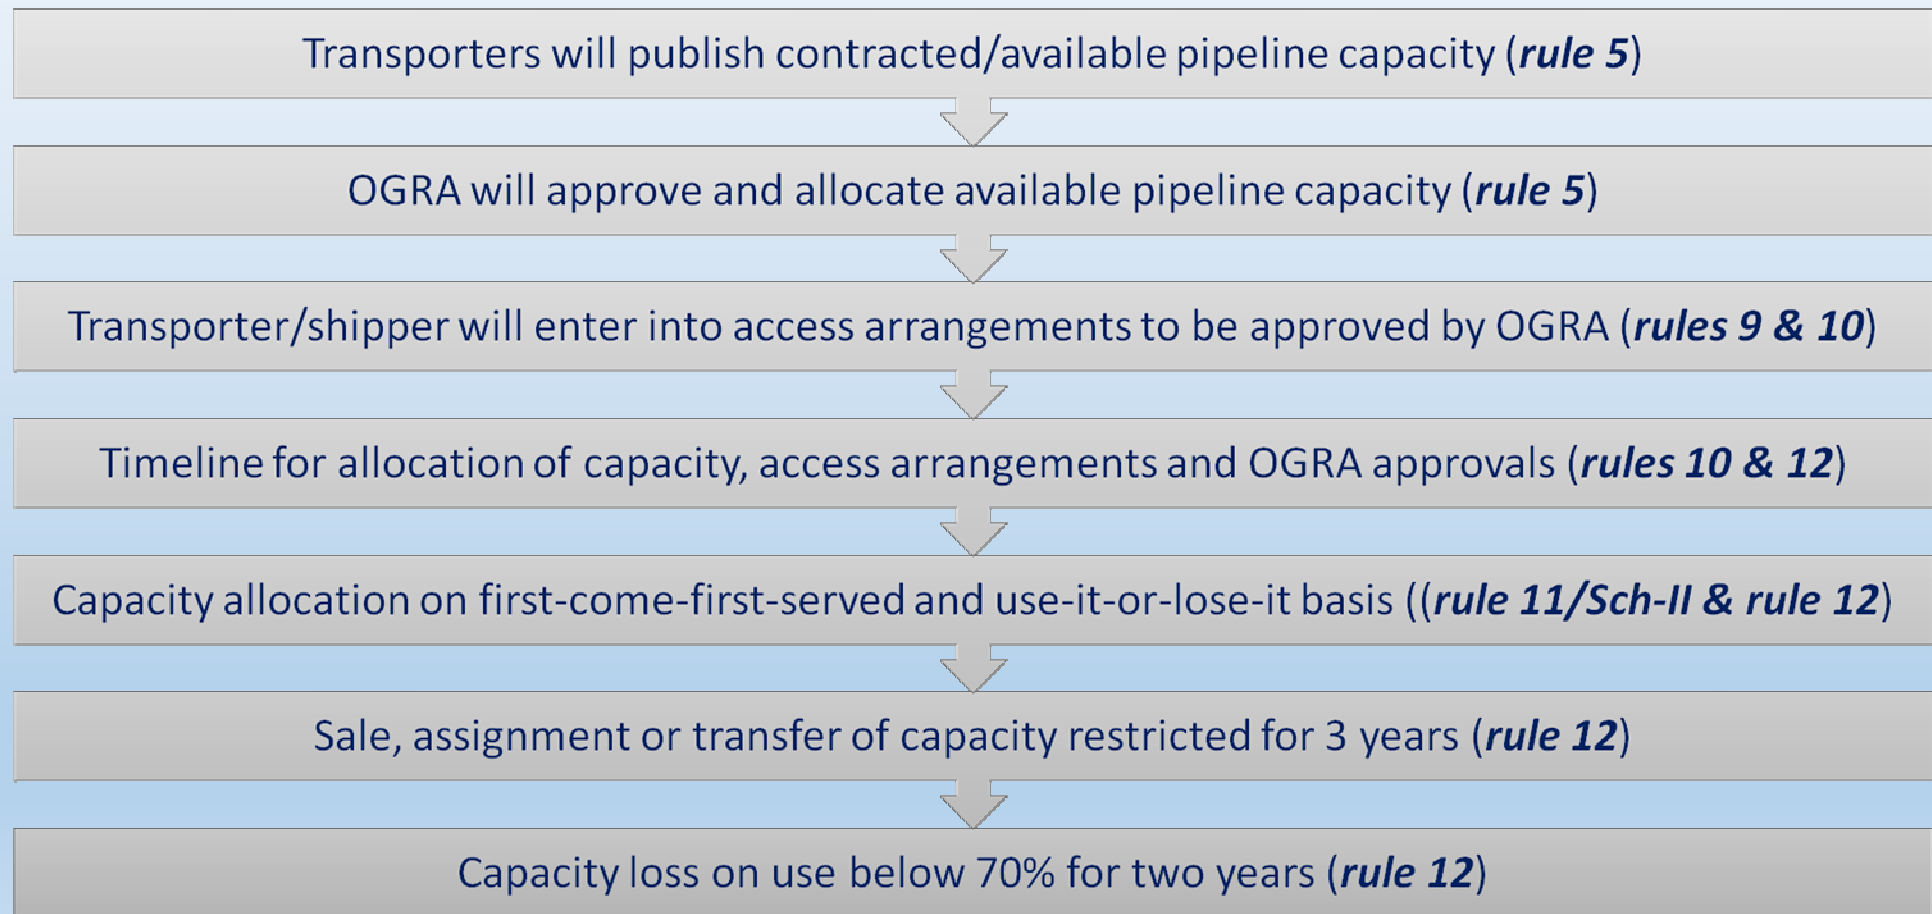 Transporters will publish contracted/available pipeline capacity (rule 5)
OGRA will approve and allocate available pipeline capacity (rule 5)
Transporter/shipper will enter into access arrangements to be approved by OGRA (rules 9 & 10)
Timeline for allocation of capacity, access arrangements and OGRA approvals (rules 10 & 12)
Capacity allocation on first-come-first-served and use-it-or-lose-it basis ((rule 11/Sch-II & rule 12)
Sale, assignment or transfer of capacity restricted for 3 years (rule 12)
Capacity loss on use below 70% for two years (rule 12)